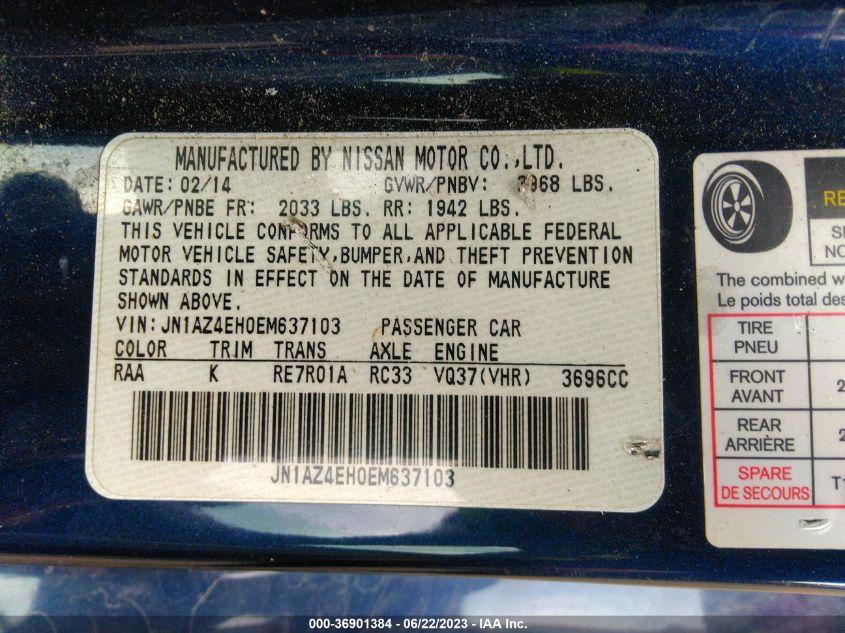 MANUFACTURED BY NISSAN MOTOR CO.,LTD.
DATE: 02/14 GVWR/PNBV: 3968 LBS.
GAWR/PNBE FR: 2033 LBS. RR: 1942 LBS.
THIS VEHICLE CONFORMS TO ALL APPLICABLE FEDERAL
MOTOR VEHICLE SAFETY,BUMPER,AND THEFT PREVENTION
STANDARDS IN EFFECT ON THE DATE OF MANUFACTURE
SHOWN ABOVE.
VIN:JN1AZ4EH0EM637103 PASSENGER CAR
COLOR TRIM TRANS AXLE ENGINE
RAA K RE7R01A RC33 VQ37(VHR) 3696CC
JN1AZ4EH0EM637103
The combined
Le poids total
TIRE
PNEU
FRONT
AVANT
REAR
ARRIÈRE
SPARE
DE SECOURS
000-36901384 - 06/22/2023 - IAA Inc.